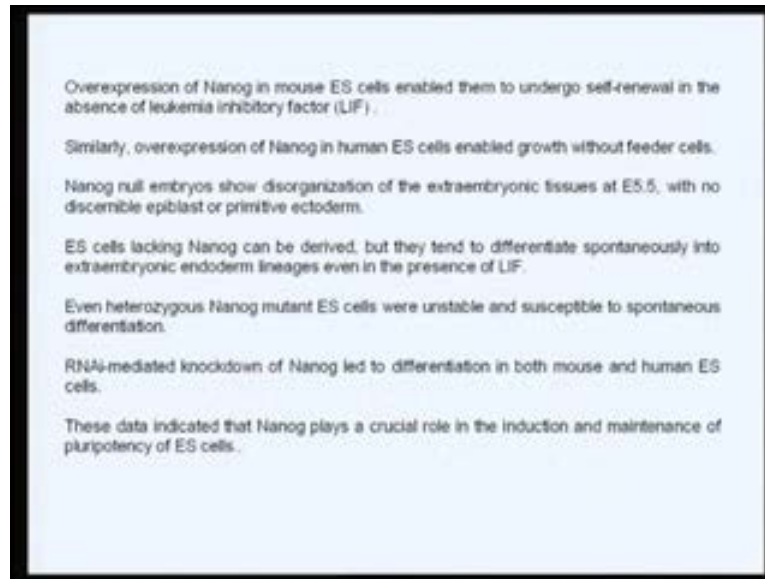 Overexpression of Nanog in mouse ES cells enabled them to undergo self-renewal in the
absence of leukemia inhibitory factor (LIF) .
Similarly, overexpression of Nanog in human ES cells enabled growth without feeder cells.
Nanog null embryos show disorganization of the extraembryonic tissues at E5.5, with no
discernible epiblast or primitive ectoderm.
ES cells lacking Nanog can be derived, but they tend to differentiate spontaneously into
extraembryonic endoderm lineages even in the presence of LIF.
Even heterozygous Nanog mutant ES cells were unstable and susceptible to spontaneous
differentiation.
RNAi-mediated knockdown of Nanog led to differentiation in both mouse and human ES
cells.
These data indicated that Nanog plays a crucial role in the induction and maintenance of
pluripotency of ES cells .